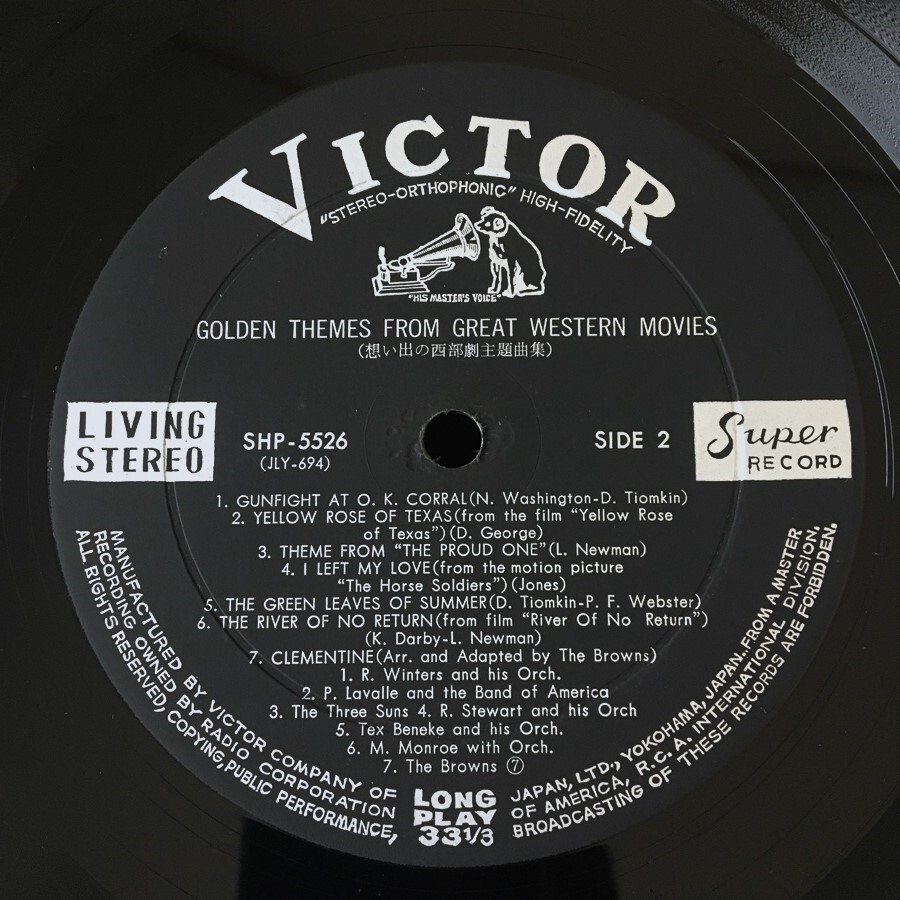 VICTOR
"STEREO-ORTHOPHONIC" HIGH-FIDELITY
"HIS MASTER'S VOICE"
GOLDEN THEMES FROM GREAT WESTERN MOVIES
(想い出の西部劇主題曲集)
LIVING
STEREO
SHP-5526
(JLY-694)
SIDE 2
Super
RECORD
1. GUNFIGHT AT O. K. CORRAL(N. Washington-D. Tiomkin)
2. YELLOW ROSE OF TEXAS(from the film "Yellow Rose
of Texas")(D. George)
3. THEME FROM "THE PROUD ONE"(L. Newman)
4. I LEFT MY LOVE(from the motion picture
"The Horse Soldiers")(Jones)
5. THE GREEN LEAVES OF SUMMER(D. Tiomkin-P. F. Webster)
6. THE RIVER OF NO RETURN(from film "River Of No Return")
(K. Darby-L. Newman)
7. CLEMENTINE(Arr. and Adapted by The Browns)
1. R. Winters and his Orch.
2. P. Lavalle and the Band of America
3. The Three Suns 4. R. Stewart and his Orch
5. Tex Beneke and his Orch.
6. M. Monroe with Orch.
7. The Browns ⑦
LONG
PLAY
33 1/3
MANUFACTURED BY VICTOR COMPANY OF JAPAN, LTD., YOKOHAMA, JAPAN. FROM A MASTER
RECORDING OWNED BY RADIO CORPORATION OF AMERICA, R.C.A. INTERNATIONAL DIVISION.
ALL RIGHTS RESERVED, COPYING, PUBLIC PERFORMANCE, BROADCASTING OF THESE RECORDS ARE FORBIDDEN.